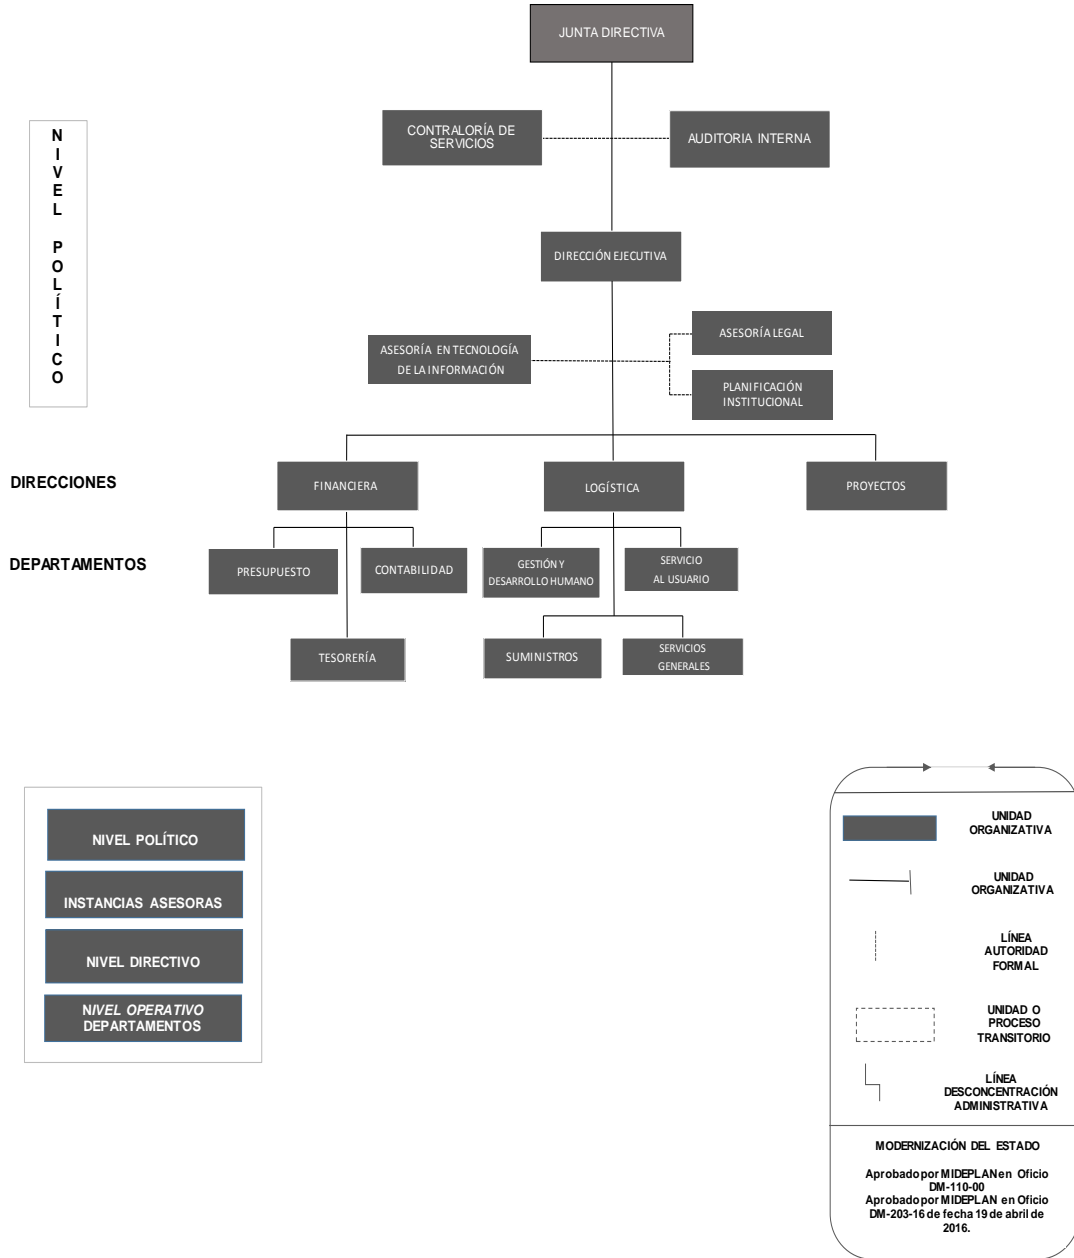 JUNTA DIRECTIVA
CONTRALORÍA DE
SERVICIOS
AUDITORIA INTERNA
NIVEL POLÍTICO
DIRECCIÓN EJECUTIVA
ASESORÍA EN TECNOLOGÍA
DE LA INFORMACIÓN
ASESORÍA LEGAL
PLANIFICACIÓN
INSTITUCIONAL
DIRECCIONES
FINANCIERA
LOGÍSTICA
PROYECTOS
DEPARTAMENTOS
PRESUPUESTO
CONTABILIDAD
GESTIÓN Y
DESARROLLO HUMANO
SERVICIO
AL USUARIO
TESORERÍA
SUMINISTROS
SERVICIOS
GENERALES
NIVEL POLÍTICO
INSTANCIAS ASESORAS
NIVEL DIRECTIVO
NIVEL OPERATIVO
DEPARTAMENTOS
UNIDAD
ORGANIZATIVA
UNIDAD
ORGANIZATIVA
LÍNEA
AUTORIDAD
FORMAL
UNIDAD O
PROCESO
TRANSITORIO
LÍNEA
DESCONCENTRACIÓN
ADMINISTRATIVA
MODERNIZACIÓN DEL ESTADO
Aprobado por MIDEPLAN en Oficio
DM-110-00
Aprobado por MIDEPLAN en Oficio
DM-203-16 de fecha 19 de abril de
2016.